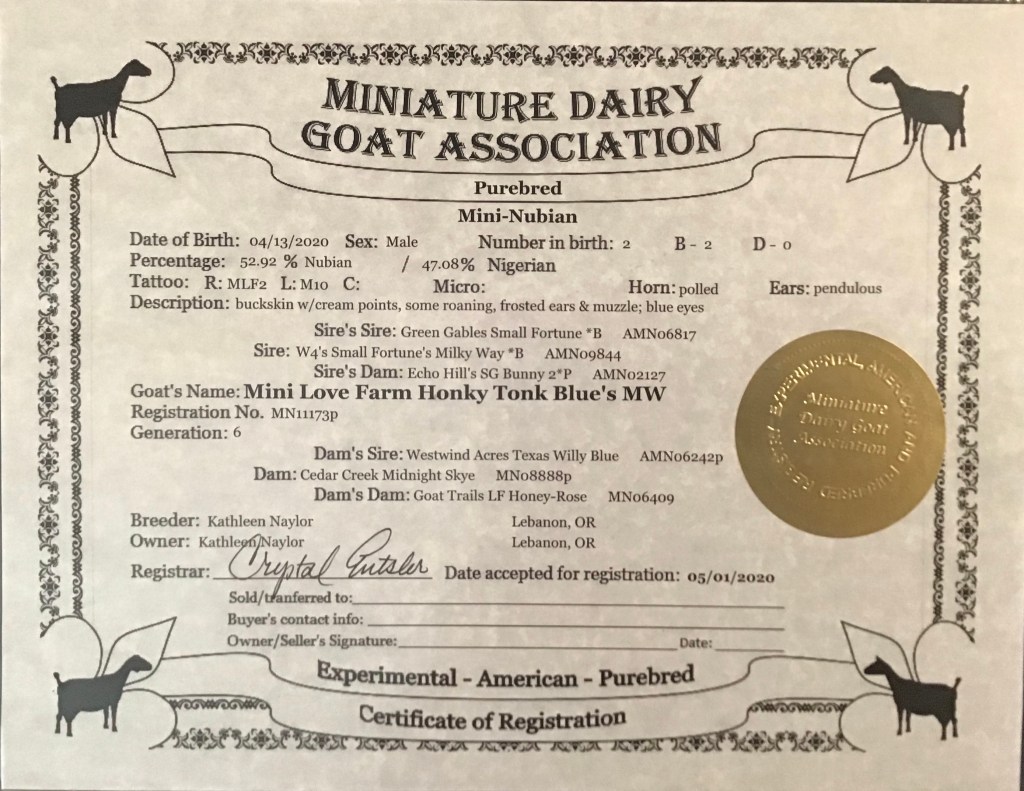 MINIATURE DAIRY
GOAT ASSOCIATION
Purebred
Mini-Nubian
Date of Birth: 04/13/2020 Sex: Male Number in birth: 2 B - 2 D - 0
Percentage: 52.92 % Nubian / 47.08% Nigerian
Tattoo: R: MLF2 L: M10 C: Micro: Horn: polled Ears: pendulous
Description: buckskin w/cream points, some roaning, frosted ears & muzzle; blue eyes
Sire's Sire: Green Gables Small Fortune *B AMN06817
Sire: W4's Small Fortune's Milky Way *B AMN09844
Sire's Dam: Echo Hill's SG Bunny 2*P AMN02127
Goat's Name: Mini Love Farm Honky Tonk Blue's MW
Registration No. MN11173p
Generation: 6
Dam's Sire: Westwind Acres Texas Willy Blue AMN06242p
Dam: Cedar Creek Midnight Skye MN08888p
Dam's Dam: Goat Trails LF Honey-Rose MN06409
EXPERIMENTAL, AMERICAN AND PUREBRED REGISTRY
Miniature
Dairy Goat
Association
Breeder: Kathleen Naylor Lebanon, OR
Owner: Kathleen Naylor Lebanon, OR
Registrar: Crystal Eutsler Date accepted for registration: 05/01/2020
Sold/tranferred to:
Buyer's contact info:
Owner/Seller's Signature: Date:
Experimental - American - Purebred
Certificate of Registration